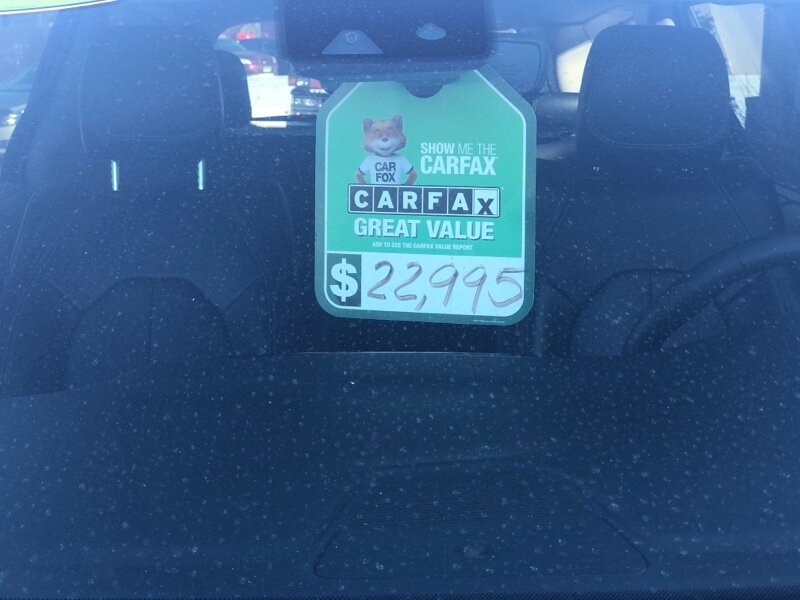 SHOW ME THE
CARFAX
CAR
FOX
CARFAX
GREAT VALUE
ASK TO SEE THE CARFAX VALUE REPORT
$22,995